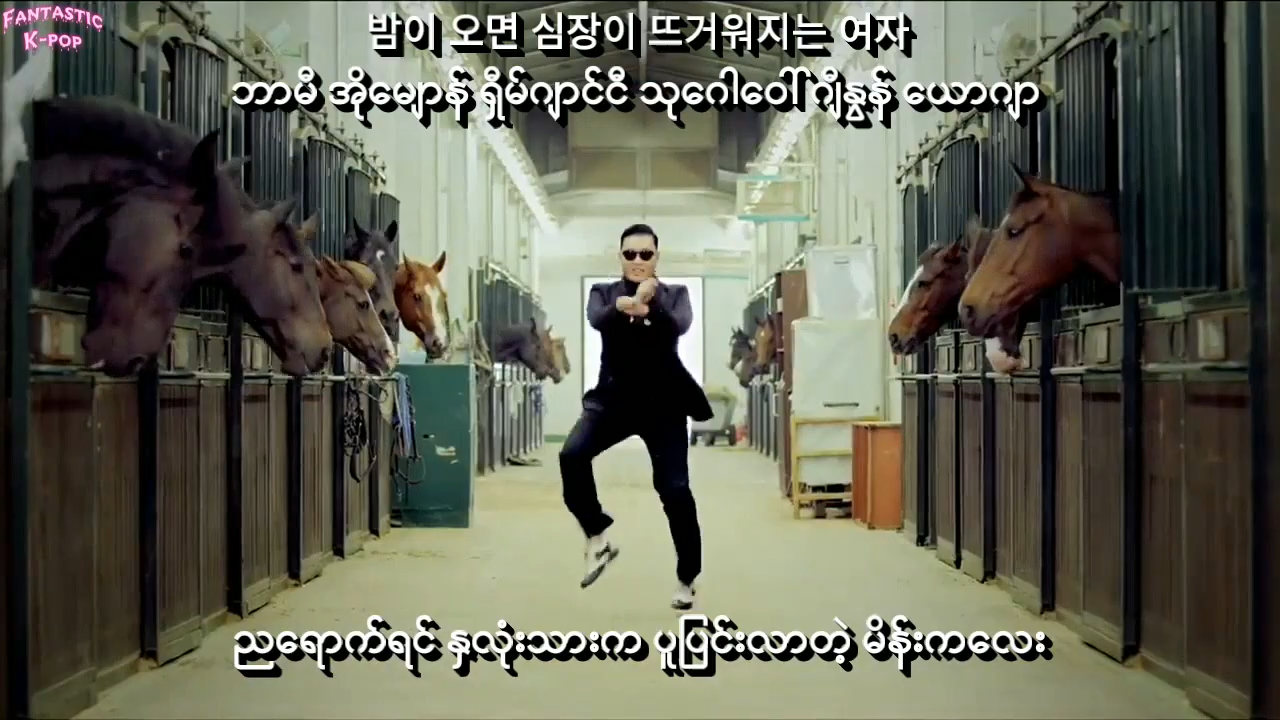 FANTASTIC
K-POP
밤이 오면 심장이 뜨거워지는 여자
ဘာမီ အိုမျောန် ရှီမ်ဂျာင်ငီ သုဂေါဝေါ်ဂျီနွန် ယောဂျာ
ညရောက်ရင် နှလုံးသားက ပူပြင်းလာတဲ့ မိန်းကလေး